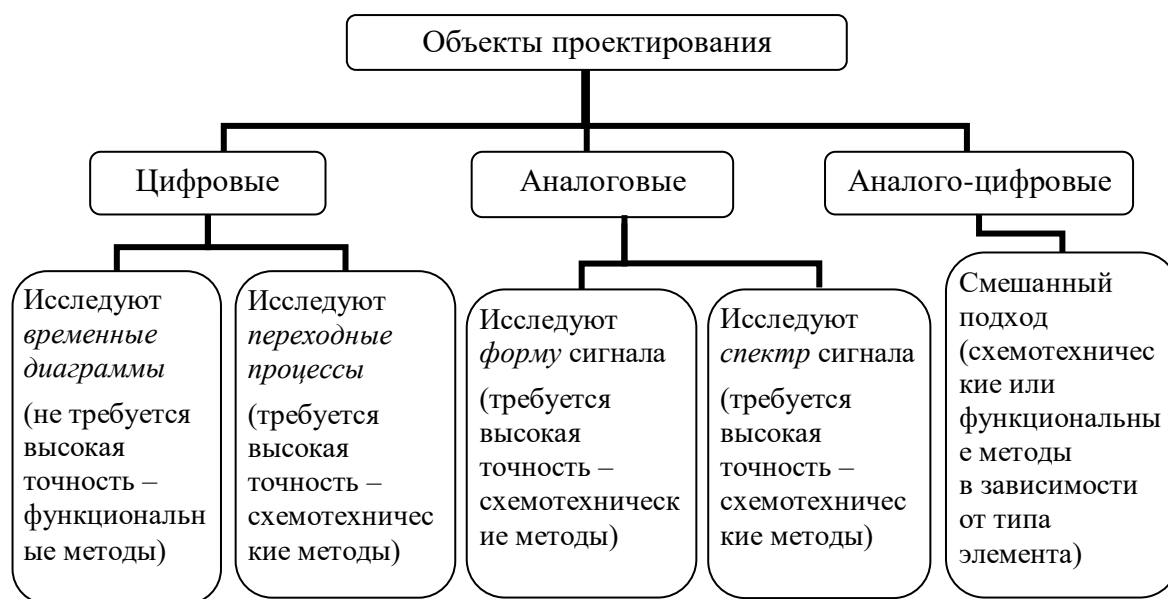 Объекты проектирования
Цифровые
Аналоговые
Аналого-цифровые
Исследуют
временные
диаграммы
(не требуется
высокая
точность –
функциональн
ые методы)
Исследуют
переходные
процессы
(требуется
высокая
точность –
схемотехничес
кие методы)
Исследуют
форму сигнала
(требуется
высокая
точность –
схемотехническ
ие методы)
Исследуют
спектр сигнала
(требуется
высокая
точность –
схемотехничес
кие методы)
Смешанный
подход
(схемотехничес
кие или
функциональны
е методы
в зависимости
от типа
элемента)